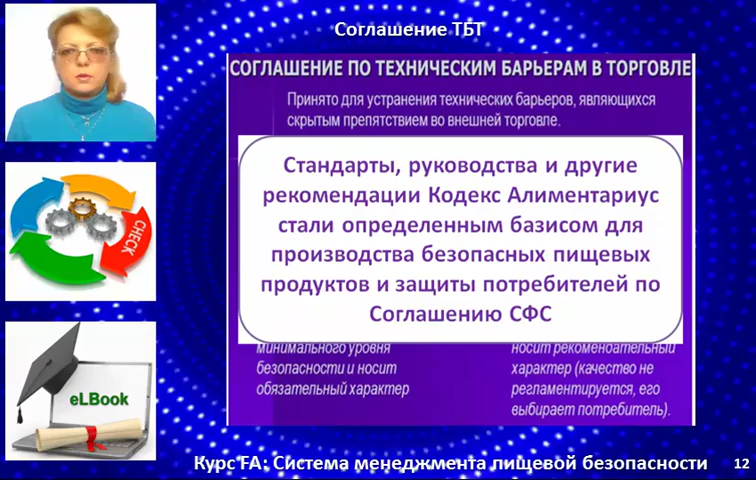 Соглашение ТБТ
СОГЛАШЕНИЕ ПО ТЕХНИЧЕСКИМ БАРЬЕРАМ В ТОРГОВЛЕ
Принято для устранения технических барьеров, являющихся
скрытым препятствием во внешней торговле.
Стандарты, руководства и другие
рекомендации Кодекс Алиментариус
стали определенным базисом для
производства безопасных пищевых
продуктов и защиты потребителей по
Соглашению СФС
минимального уровня
безопасности и носит
обязательный характер
носит рекомендательный
характер (качество не
регламентируется, его
выбирает потребитель).
CHECK
eLBook
Курс FA: Система менеджмента пищевой безопасности
12